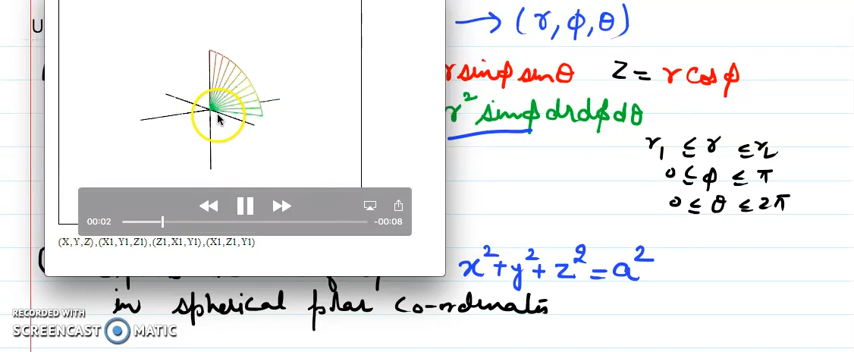 → (r, ϕ, θ)
r sinϕ sinθ   z = r cosϕ
r² sinϕ dr dϕ dθ
r₁ ≤ r ≤ r₂
0 ≤ ϕ ≤ π
0 ≤ θ ≤ 2π
00:02
-00:08
(X,Y,Z),(X1,Y1,Z1),(Z1,X1,Y1),(X1,Z1,Y1)
x² + y² + z² = a²
in spherical polar co-ordinates
RECORDED WITH
SCREENCAST MATIC